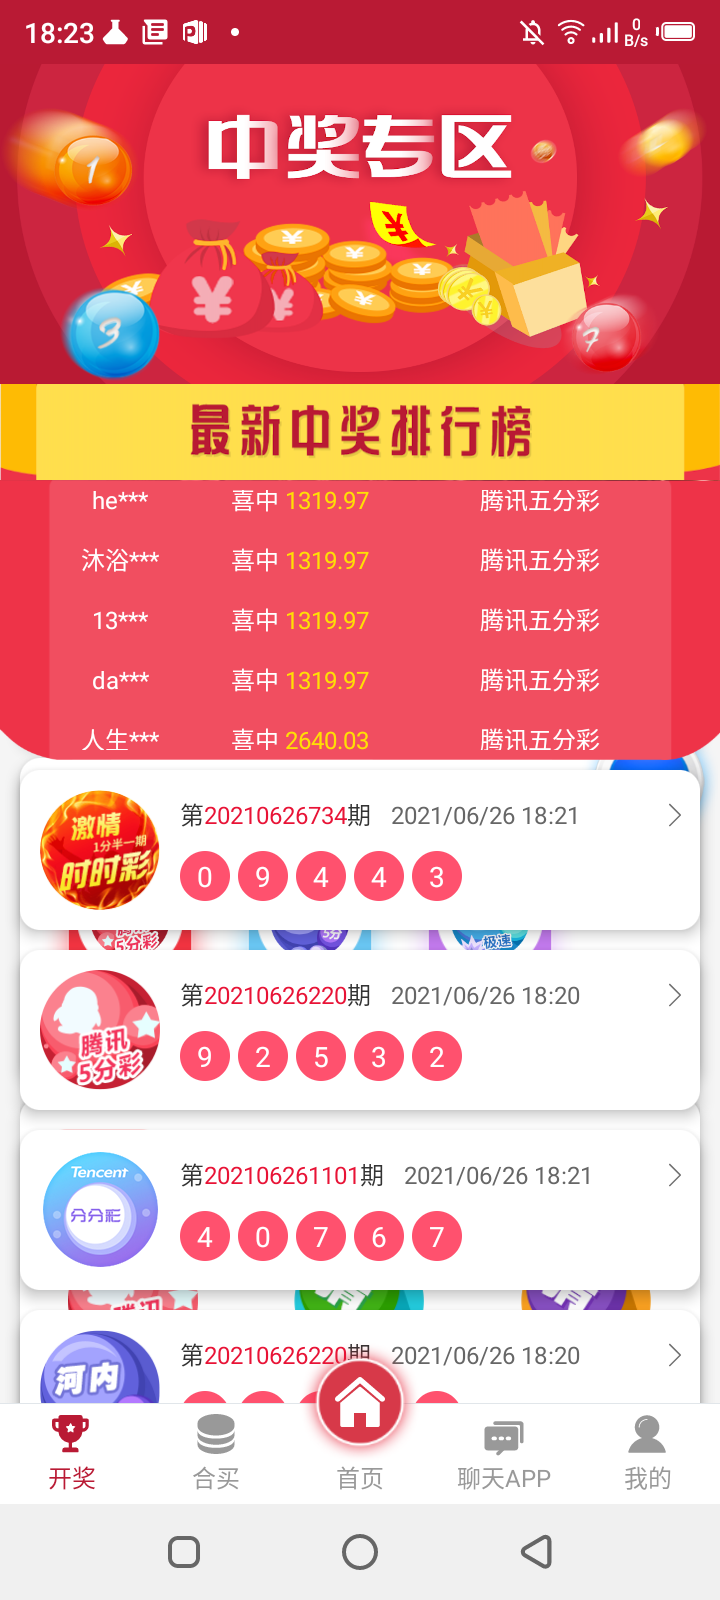 18:23
0
B/s
中奖专区
1
¥
3
7
最新中奖排行榜
he*** 喜中 1319.97 腾讯五分彩
沐浴*** 喜中 1319.97 腾讯五分彩
13*** 喜中 1319.97 腾讯五分彩
da*** 喜中 1319.97 腾讯五分彩
人生*** 喜中 2640.03 腾讯五分彩
激情
1分半一期
时时彩
第20210626734期 2021/06/26 18:21
0 9 4 4 3
5分彩
5分
极速
腾讯
5分彩
第20210626220期 2021/06/26 18:20
9 2 5 3 2
Tencent
分分彩
第202106261101期 2021/06/26 18:21
4 0 7 6 7
腾讯
河内
第20210626220期 2021/06/26 18:20
开奖 合买 首页 聊天APP 我的